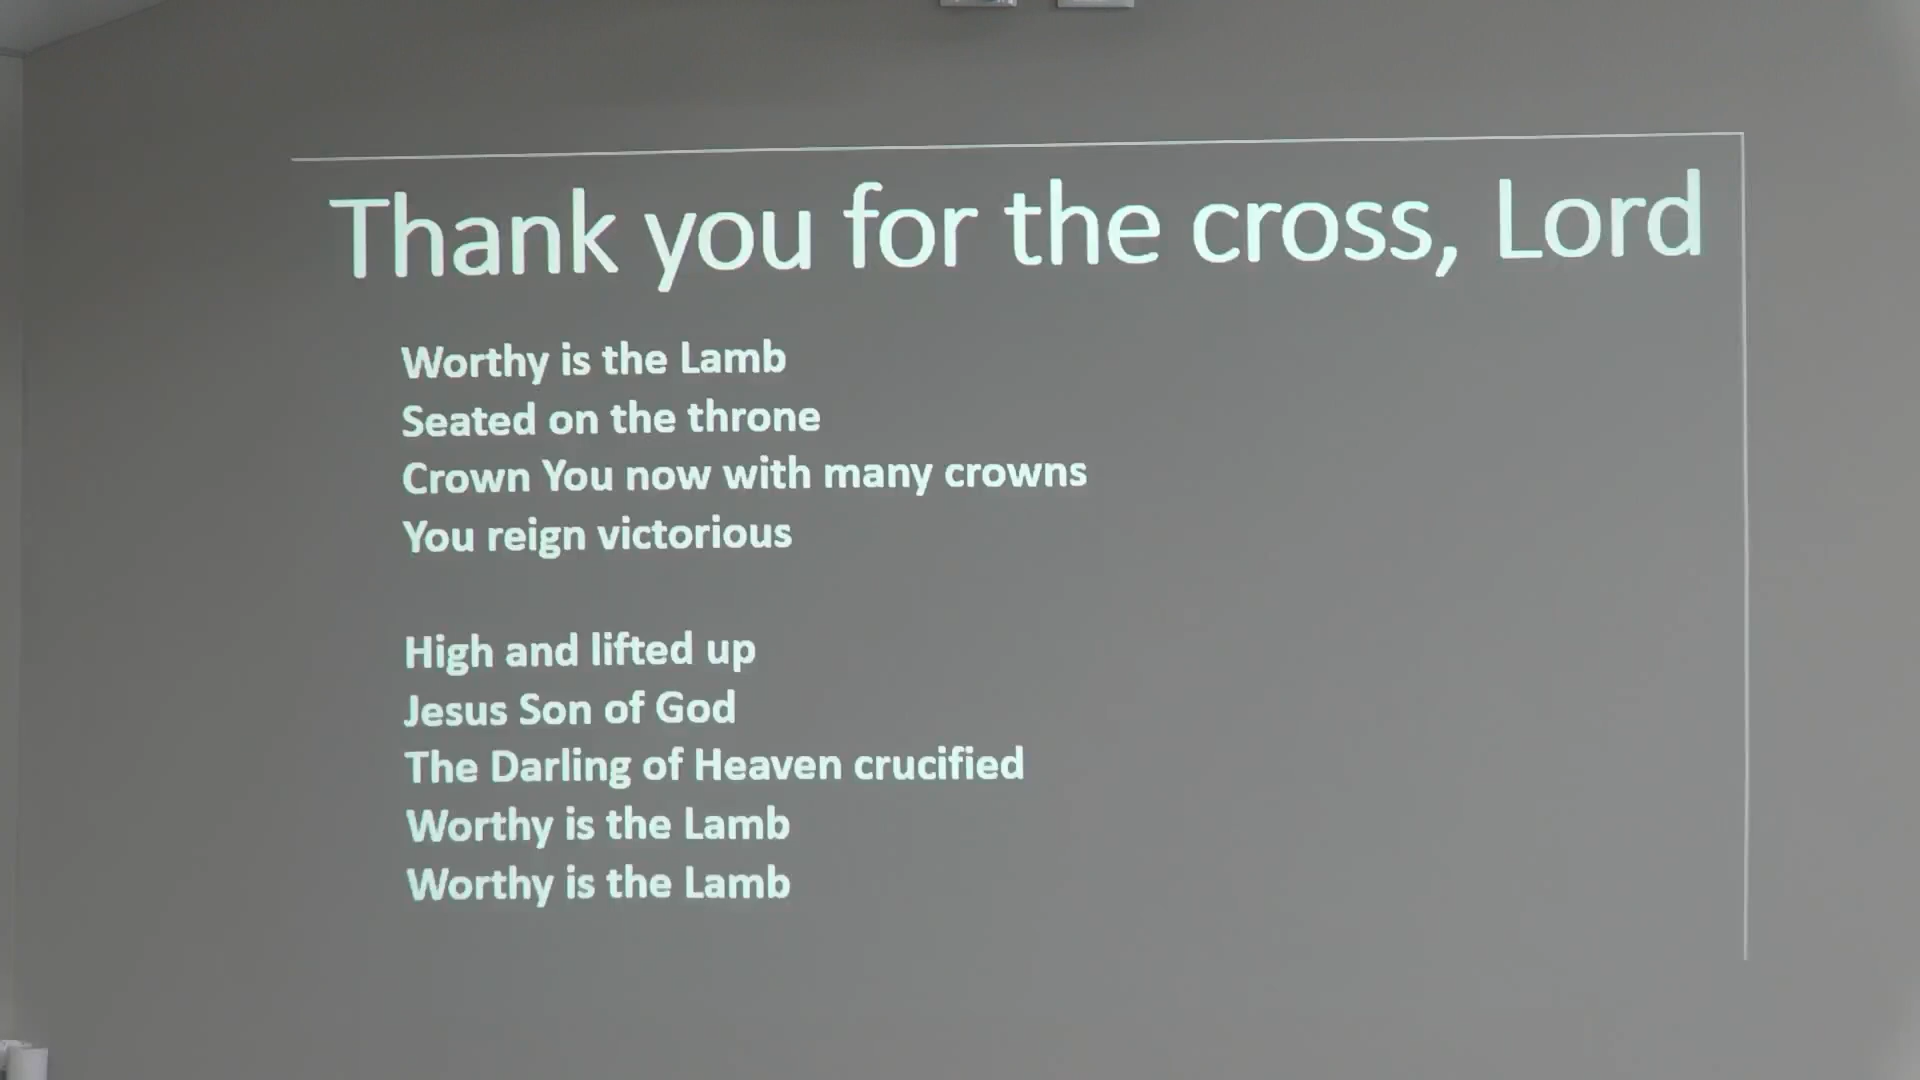 Thank you for the cross, Lord
Worthy is the Lamb
Seated on the throne
Crown You now with many crowns
You reign victorious
High and lifted up
Jesus Son of God
The Darling of Heaven crucified
Worthy is the Lamb
Worthy is the Lamb